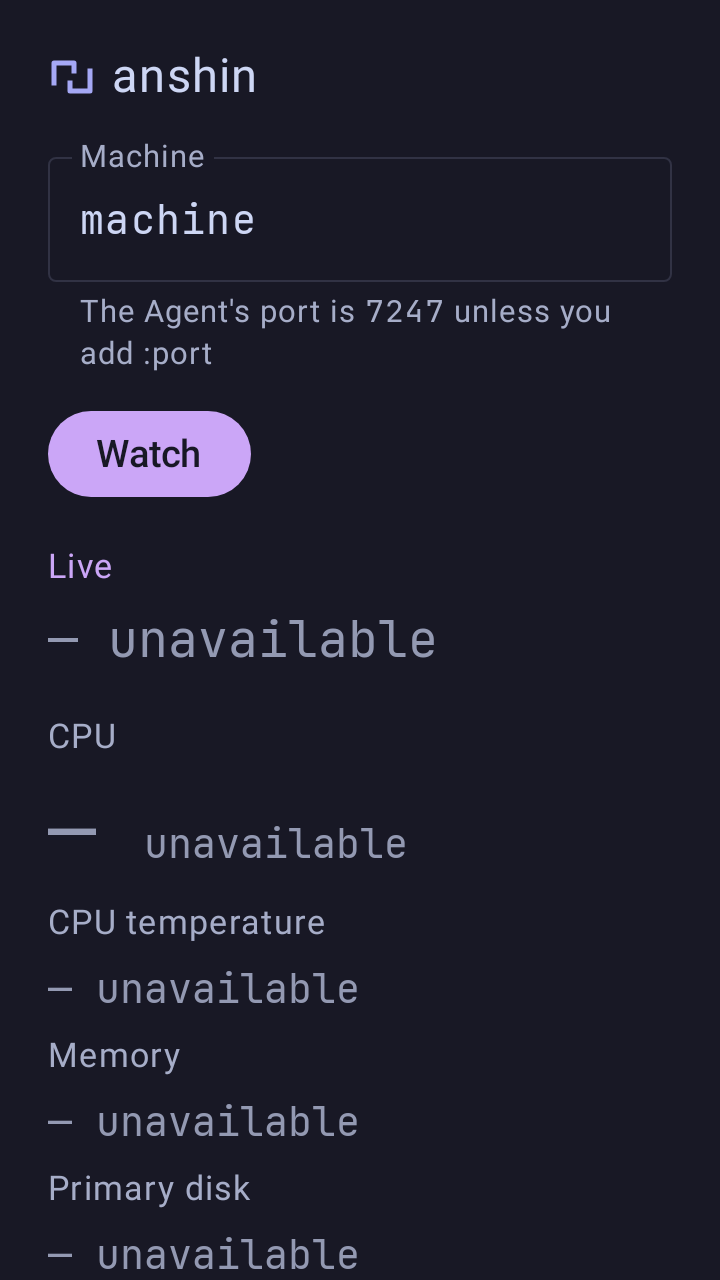 anshin
Machine
machine
The Agent's port is 7247 unless you
add :port
Watch
Live
— unavailable
CPU
— unavailable
CPU temperature
— unavailable
Memory
— unavailable
Primary disk
— unavailable